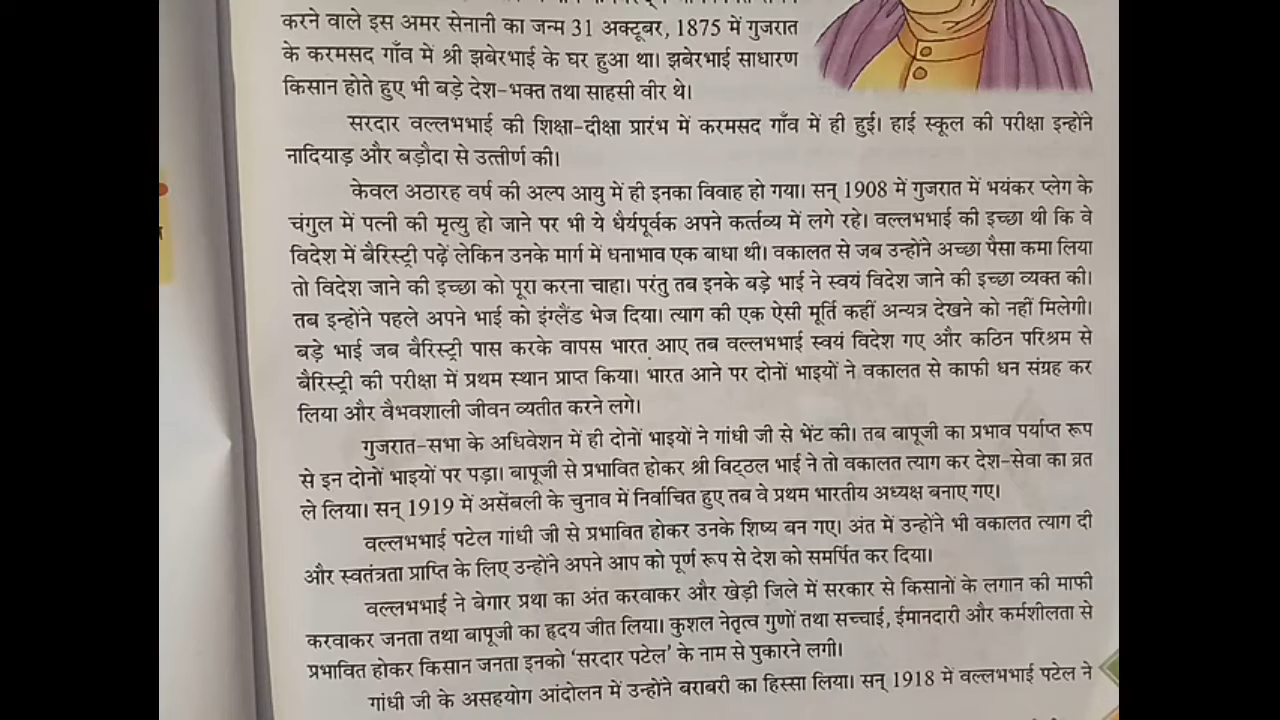 करने वाले इस अमर सेनानी का जन्म 31 अक्टूबर, 1875 में गुजरात
के करमसद गाँव में श्री झबेरभाई के घर हुआ था। झबेरभाई साधारण
किसान होते हुए भी बड़े देश-भक्त तथा साहसी वीर थे।
सरदार वल्लभभाई की शिक्षा-दीक्षा प्रारंभ में करमसद गाँव में ही हुई। हाई स्कूल की परीक्षा इन्होंने
नादियाड़ और बड़ौदा से उत्तीर्ण की।
केवल अठारह वर्ष की अल्प आयु में ही इनका विवाह हो गया। सन् 1908 में गुजरात में भयंकर प्लेग के
चंगुल में पत्नी की मृत्यु हो जाने पर भी ये धैर्यपूर्वक अपने कर्त्तव्य में लगे रहे। वल्लभभाई की इच्छा थी कि वे
विदेश में बैरिस्ट्री पढ़ें लेकिन उनके मार्ग में धनाभाव एक बाधा थी। वकालत से जब उन्होंने अच्छा पैसा कमा लिया
तो विदेश जाने की इच्छा को पूरा करना चाहा। परंतु तब इनके बड़े भाई ने स्वयं विदेश जाने की इच्छा व्यक्त की।
तब इन्होंने पहले अपने भाई को इंग्लैंड भेज दिया। त्याग की एक ऐसी मूर्ति कहीं अन्यत्र देखने को नहीं मिलेगी।
बड़े भाई जब बैरिस्ट्री पास करके वापस भारत आए तब वल्लभभाई स्वयं विदेश गए और कठिन परिश्रम से
बैरिस्ट्री की परीक्षा में प्रथम स्थान प्राप्त किया। भारत आने पर दोनों भाइयों ने वकालत से काफी धन संग्रह कर
लिया और वैभवशाली जीवन व्यतीत करने लगे।
गुजरात-सभा के अधिवेशन में ही दोनों भाइयों ने गांधी जी से भेंट की। तब बापूजी का प्रभाव पर्याप्त रूप
से इन दोनों भाइयों पर पड़ा। बापूजी से प्रभावित होकर श्री विट्ठल भाई ने तो वकालत त्याग कर देश-सेवा का व्रत
ले लिया। सन् 1919 में असेंबली के चुनाव में निर्वाचित हुए तब वे प्रथम भारतीय अध्यक्ष बनाए गए।
वल्लभभाई पटेल गांधी जी से प्रभावित होकर उनके शिष्य बन गए। अंत में उन्होंने भी वकालत त्याग दी
और स्वतंत्रता प्राप्ति के लिए उन्होंने अपने आप को पूर्ण रूप से देश को समर्पित कर दिया।
वल्लभभाई ने बेगार प्रथा का अंत करवाकर और खेड़ी जिले में सरकार से किसानों के लगान की माफी
करवाकर जनता तथा बापूजी का हृदय जीत लिया। कुशल नेतृत्व गुणों तथा सच्चाई, ईमानदारी और कर्मशीलता से
प्रभावित होकर किसान जनता इनको ‘सरदार पटेल’ के नाम से पुकारने लगी।
गांधी जी के असहयोग आंदोलन में उन्होंने बराबरी का हिस्सा लिया। सन् 1918 में वल्लभभाई पटेल ने